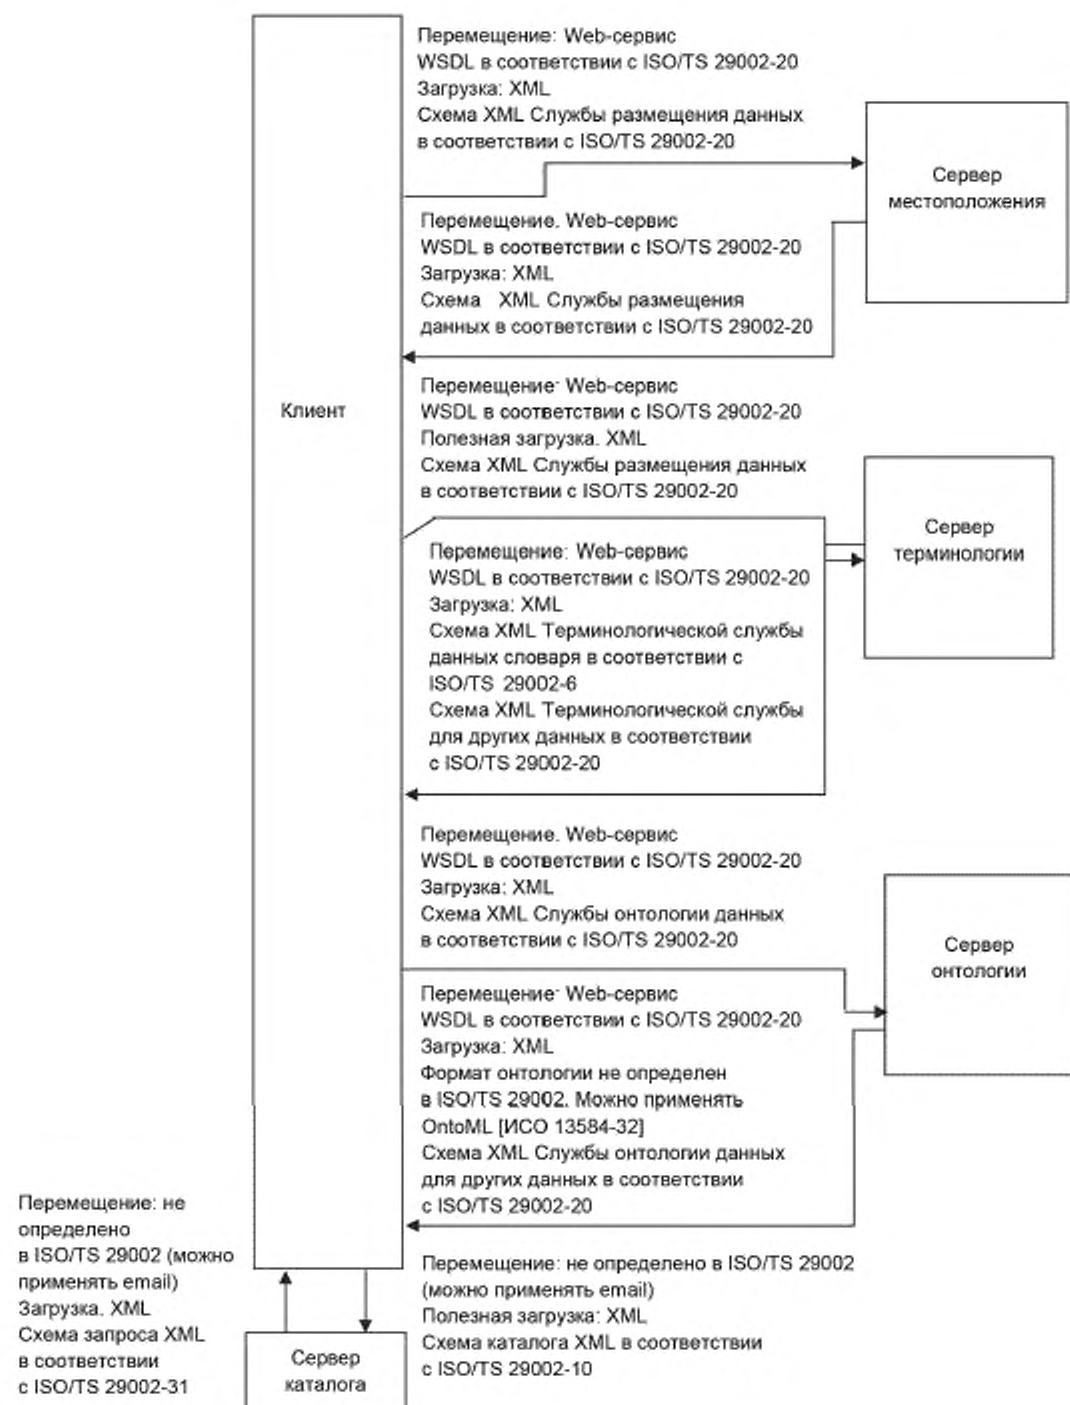 Перемещение: Web-сервис
WSDL в соответствии с ISO/TS 29002-20
Загрузка: XML
Схема XML Службы размещения данных
в соответствии с ISO/TS 29002-20
Сервер
местоположения
Перемещение. Web-сервис
WSDL в соответствии с ISO/TS 29002-20
Загрузка: XML
Схема XML Службы размещения
данных в соответствии с ISO/TS 29002-20
Клиент
Перемещение: Web-сервис
WSDL в соответствии с ISO/TS 29002-20
Полезная загрузка. XML
Схема XML Службы размещения данных
в соответствии с ISO/TS 29002-20
Сервер
терминологии
Перемещение: Web-сервис
WSDL в соответствии с ISO/TS 29002-20
Загрузка: XML
Схема XML Терминологической службы
данных словаря в соответствии с
ISO/TS 29002-6
Схема XML Терминологической службы
для других данных в соответствии
с ISO/TS 29002-20
Перемещение. Web-сервис
WSDL в соответствии с ISO/TS 29002-20
Загрузка: XML
Схема XML Службы онтологии данных
в соответствии с ISO/TS 29002-20
Сервер
онтологии
Перемещение: Web-сервис
WSDL в соответствии с ISO/TS 29002-20
Загрузка: XML
Формат онтологии не определен
в ISO/TS 29002. Можно применять
OntoML [ИСО 13584-32]
Схема XML Службы онтологии данных
для других данных в соответствии
с ISO/TS 29002-20
Перемещение: не
определено
в ISO/TS 29002 (можно
применять email)
Загрузка. XML
Схема запроса XML
в соответствии
с ISO/TS 29002-31
Сервер
каталога
Перемещение: не определено в ISO/TS 29002
(можно применять email)
Полезная загрузка: XML
Схема каталога XML в соответствии
с ISO/TS 29002-10